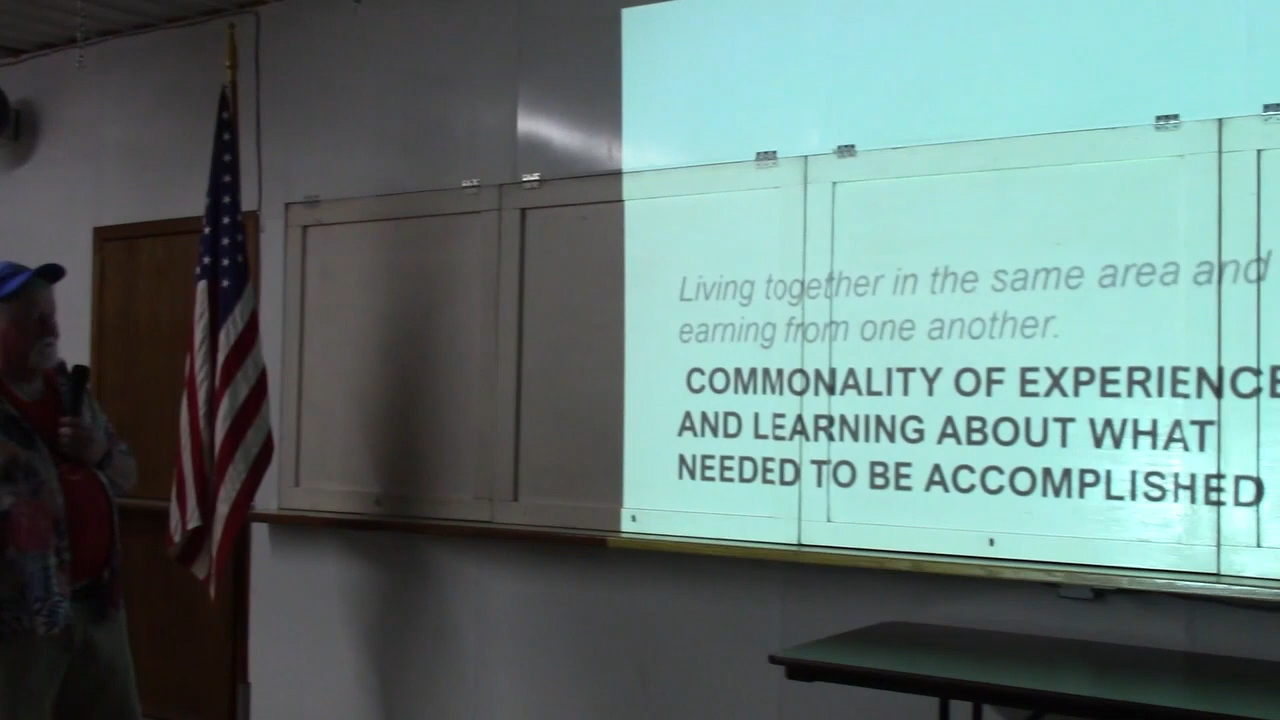 Living together in the same area and
earning from one another.
COMMONALITY OF EXPERIENCE
AND LEARNING ABOUT WHAT
NEEDED TO BE ACCOMPLISHED